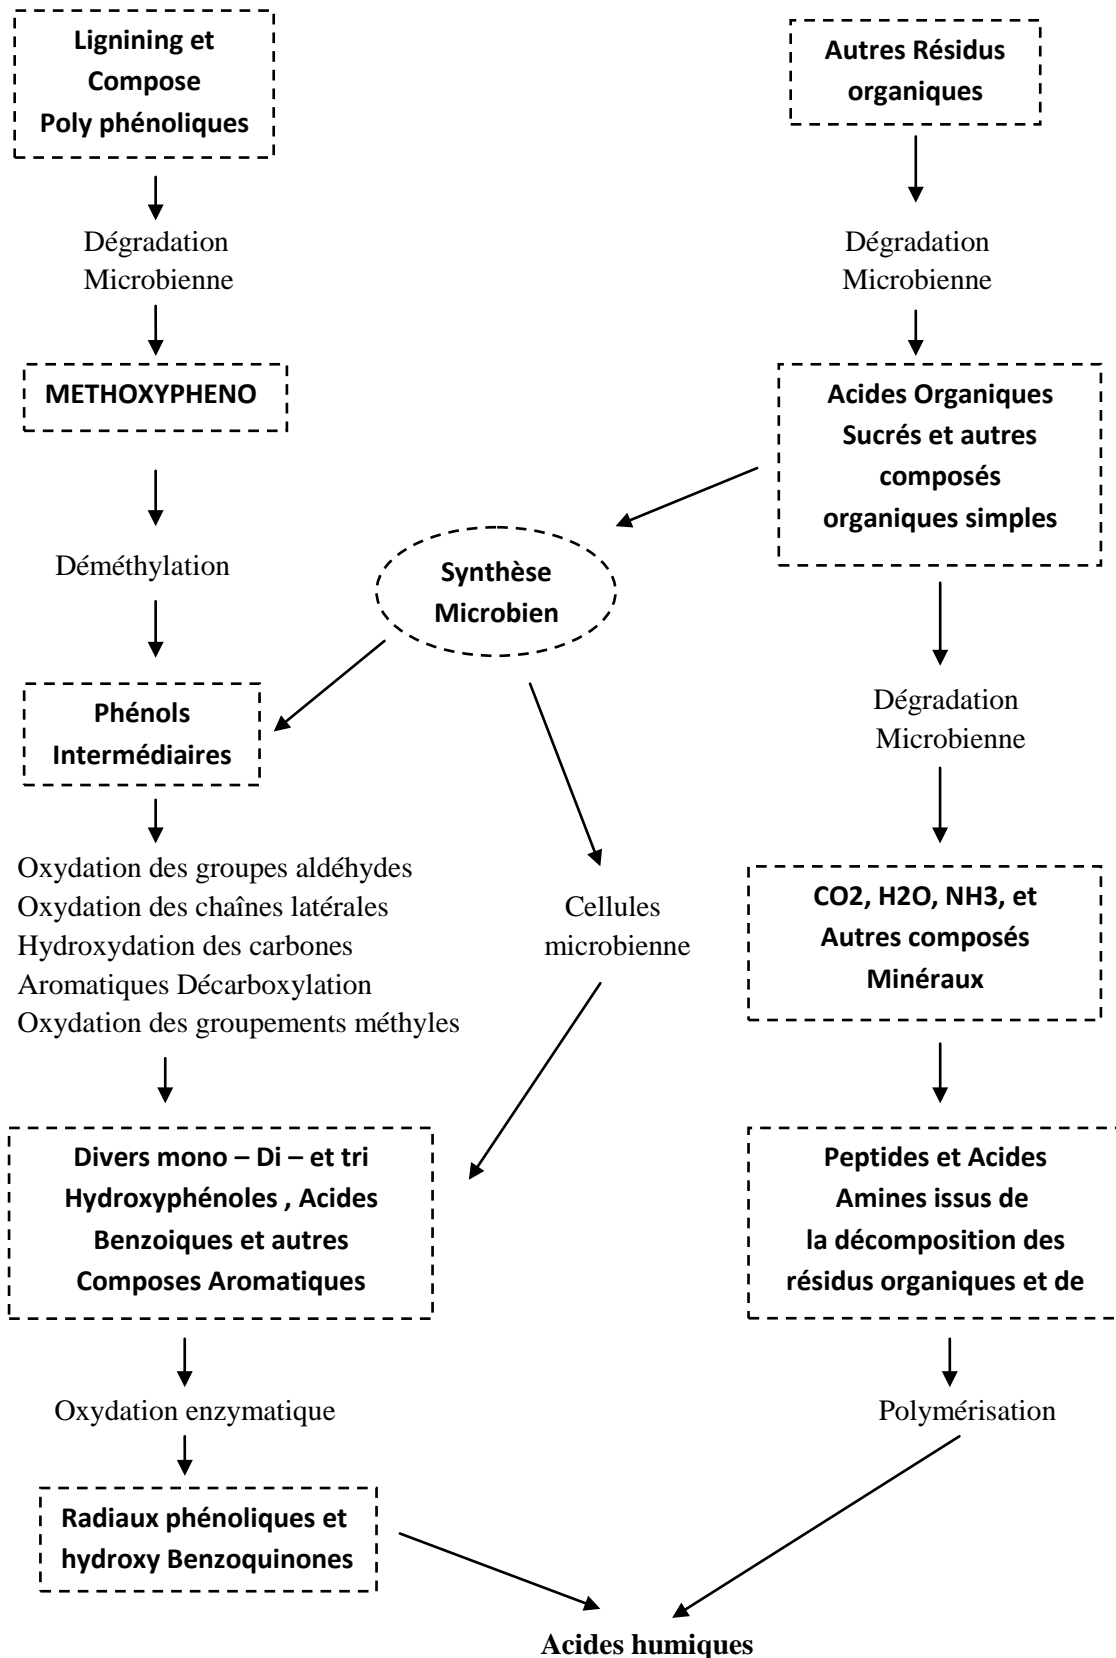 Lignining et
Compose
Poly phénoliques
Autres Résidus
organiques
Dégradation
Microbienne
Dégradation
Microbienne
METHOXYPHENO
Acides Organiques
Sucrés et autres
composés
organiques simples
Déméthylation
Synthèse
Microbien
Phénols
Intermédiaires
Dégradation
Microbienne
Oxydation des groupes aldéhydes
Oxydation des chaînes latérales
Hydroxydation des carbones
Aromatiques Décarboxylation
Oxydation des groupements méthyles
Cellules
microbienne
CO2, H2O, NH3, et
Autres composés
Minéraux
Divers mono – Di – et tri
Hydroxyphénoles , Acides
Benzoiques et autres
Composes Aromatiques
Peptides et Acides
Amines issus de
la décomposition des
résidus organiques et de
Oxydation enzymatique
Polymérisation
Radiaux phénoliques et
hydroxy Benzoquinones
Acides humiques